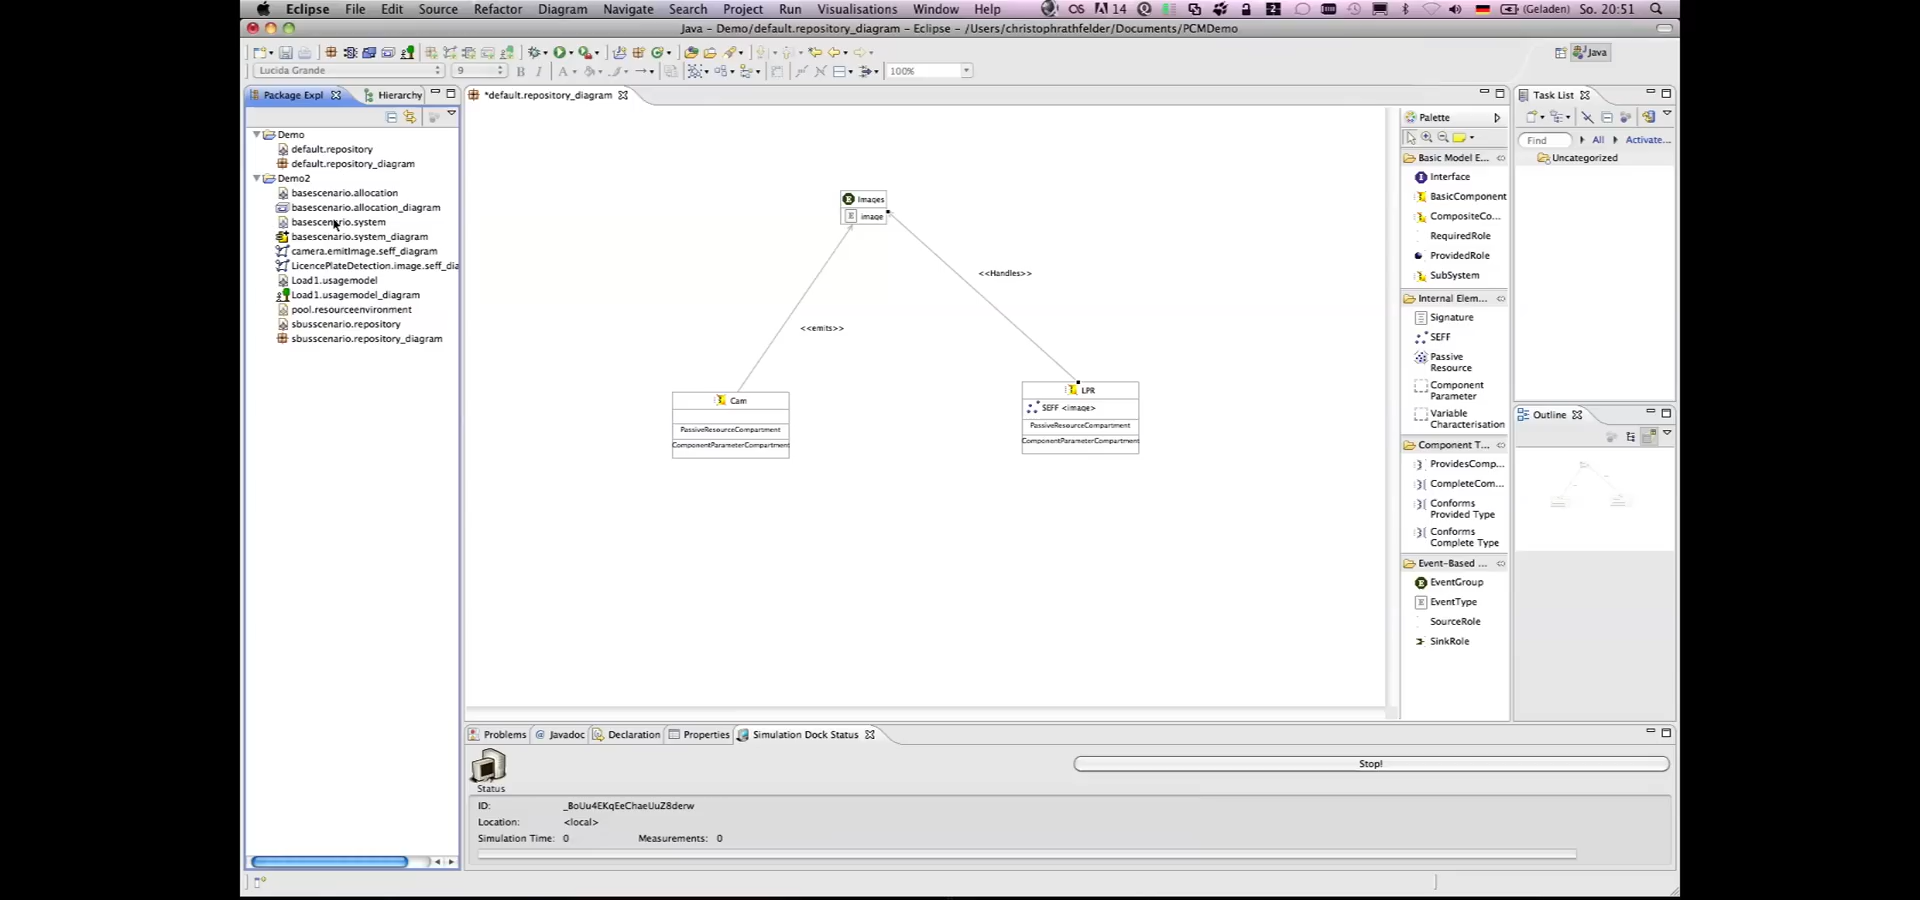 Eclipse File Edit Source Refactor Diagram Navigate Search Project Run Visualisations Window Help OS 14 2 (Geladen) So. 20:51
Java - Demo/default.repository_diagram - Eclipse - /Users/christophrathfelder/Documents/PCMDemo
Java
Lucida Grande 9 B I A 100%
Package Expl Hierarchy
Demo
default.repository
default.repository_diagram
Demo2
basescenario.allocation
basescenario.allocation_diagram
basescenario.system
basescenario.system_diagram
camera.emitImage.seff_diagram
LicencePlateDetection.image.seff_dia
Load1.usagemodel
Load1.usagemodel_diagram
pool.resourceenvironment
sbusscenario.repository
sbusscenario.repository_diagram
*default.repository_diagram
E Images
E image
<<Handles>>
<<emits>>
Cam
PassiveResourceCompartment
ComponentParameterCompartment
LPR
SEFF <image>
PassiveResourceCompartment
ComponentParameterCompartment
Palette
Basic Model E...
Interface
BasicComponent
CompositeCo...
RequiredRole
ProvidedRole
SubSystem
Internal Elem...
Signature
SEFF
Passive
Resource
Component
Parameter
Variable
Characterisation
Component T...
ProvidesComp...
CompleteCom...
Conforms
Provided Type
Conforms
Complete Type
Event-Based ...
EventGroup
EventType
SourceRole
SinkRole
Task List
Find All Activate...
Uncategorized
Outline
Problems @ Javadoc Declaration Properties Simulation Dock Status
Status
Stop!
ID: _BoUu4EKqEeChaeUuZ8derw
Location: <local>
Simulation Time: 0 Measurements: 0